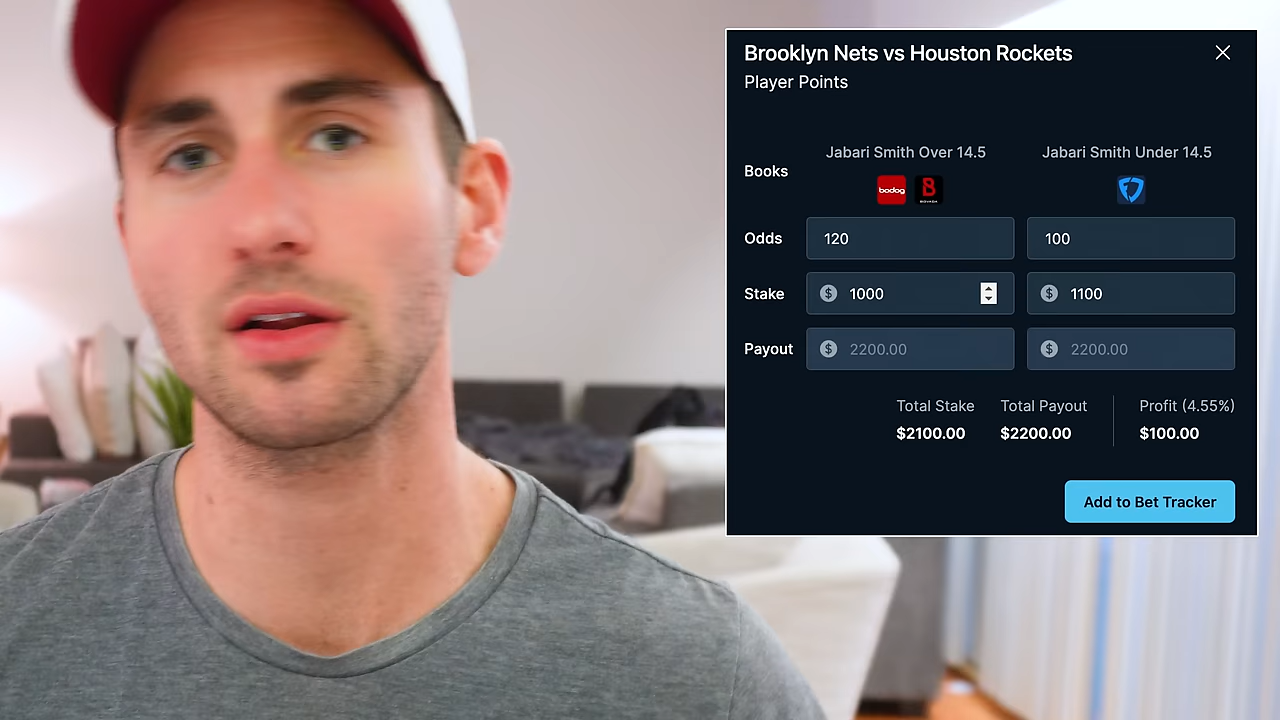 Brooklyn Nets vs Houston Rockets
Player Points
Jabari Smith Over 14.5 Jabari Smith Under 14.5
Books
bodog B BOVADA
Odds 120 100
Stake $ 1000 $ 1100
Payout $ 2200.00 $ 2200.00
Total Stake Total Payout Profit (4.55%)
$2100.00 $2200.00 $100.00
Add to Bet Tracker